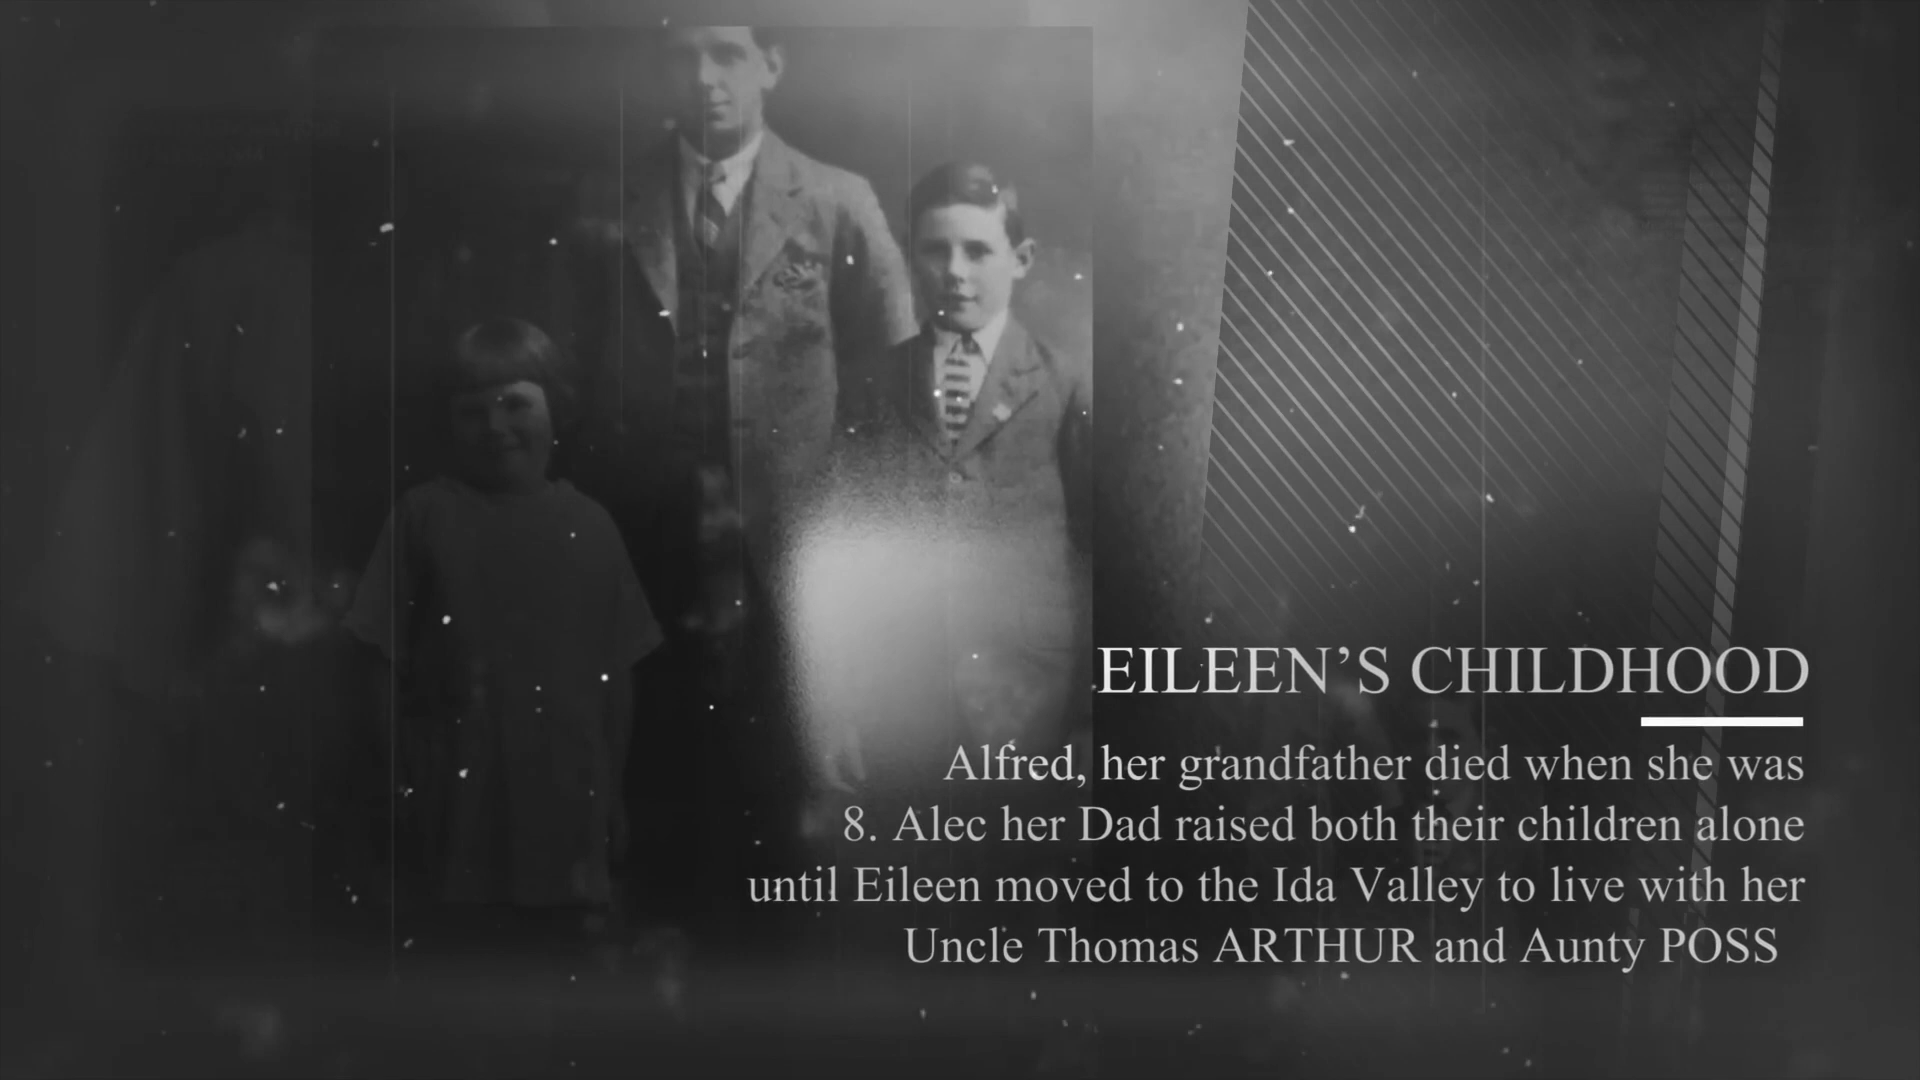 EILEEN’S CHILDHOOD
Alfred, her grandfather died when she was
8. Alec her Dad raised both their children alone
until Eileen moved to the Ida Valley to live with her
Uncle Thomas ARTHUR and Aunty POSS